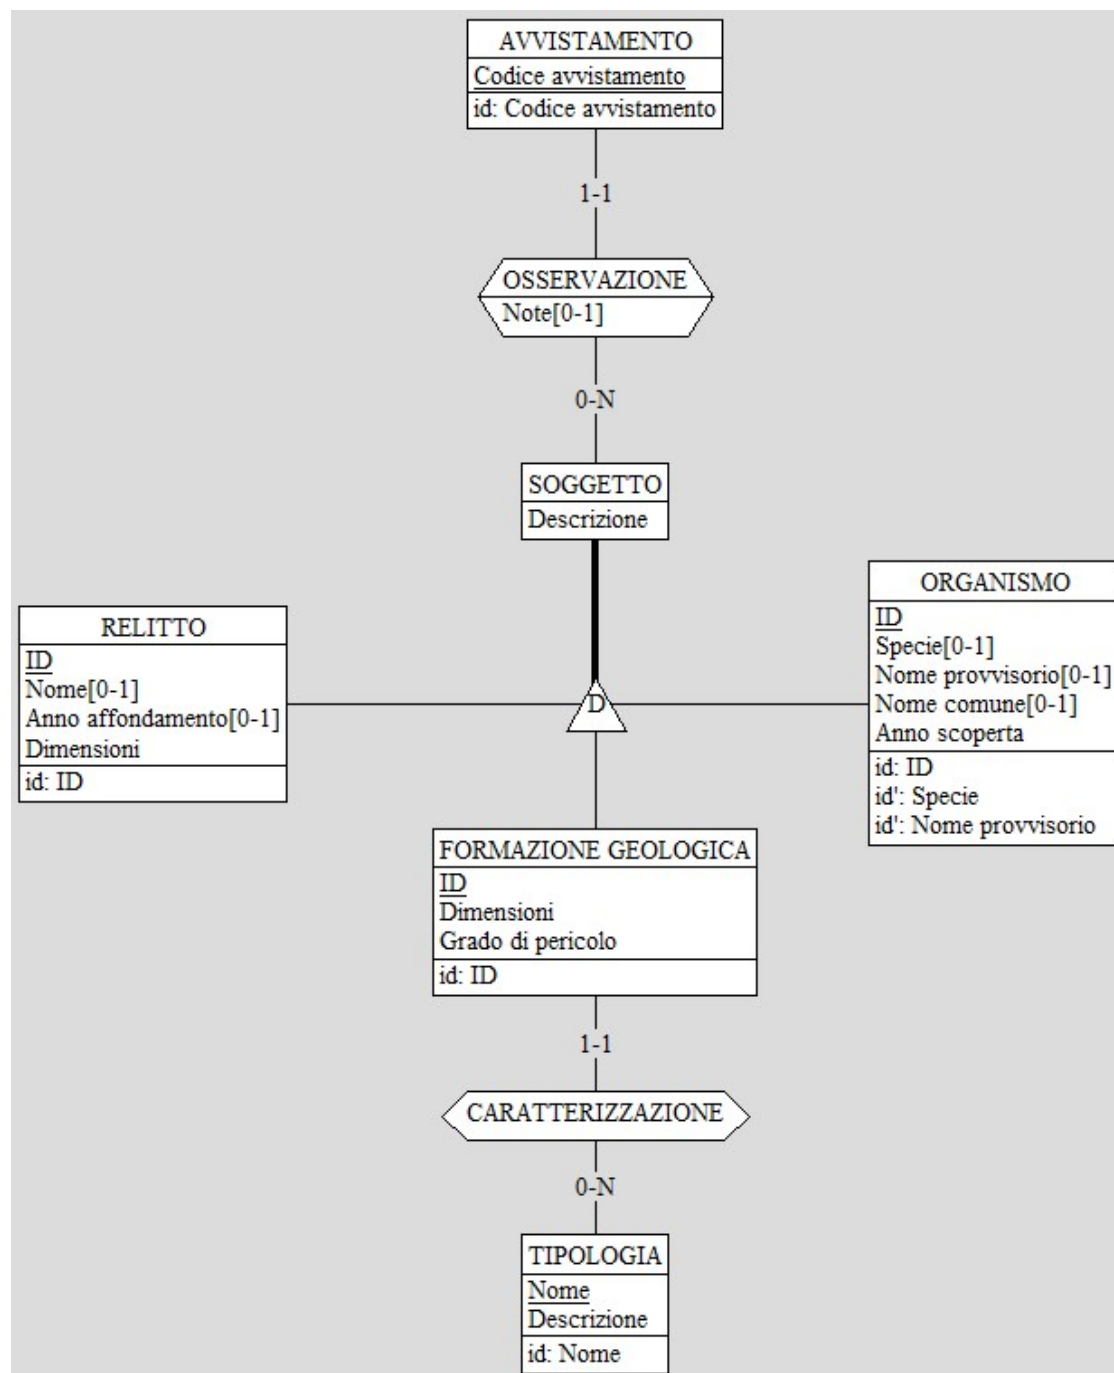 AVVISTAMENTO
Codice avvistamento
id: Codice avvistamento
1-1
OSSERVAZIONE
Note[0-1]
0-N
SOGGETTO
Descrizione
RELITTO
ID
Nome[0-1]
Anno affondamento[0-1]
Dimensioni
id: ID
D
ORGANISMO
ID
Specie[0-1]
Nome provvisorio[0-1]
Nome comune[0-1]
Anno scoperta
id: ID
id': Specie
id': Nome provvisorio
FORMAZIONE GEOLOGICA
ID
Dimensioni
Grado di pericolo
id: ID
1-1
CARATTERIZZAZIONE
0-N
TIPOLOGIA
Nome
Descrizione
id: Nome